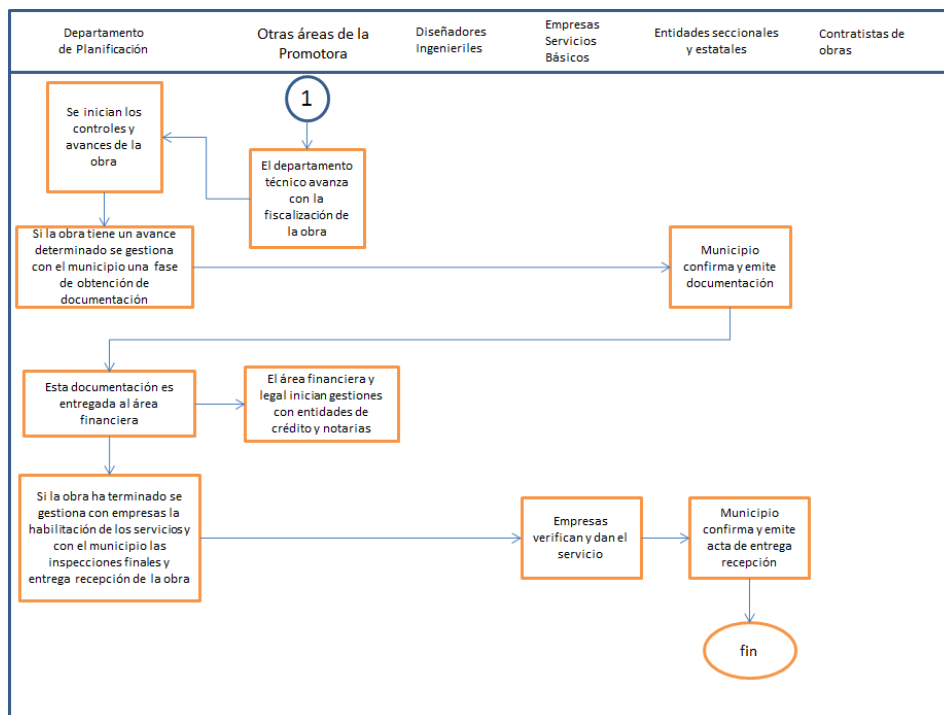 Departamento
de Planificación
Otras áreas de la
Promotora
Diseñadores
Ingenieriles
Empresas
Servicios
Básicos
Entidades seccionales
y estatales
Contratistas de
obras
1
Se inician los
controles y
avances de la
obra
El departamento
técnico avanza
con la
fiscalización de
la obra
Si la obra tiene un avance
determinado se gestiona
con el municipio una fase
de obtención de
documentación
Municipio
confirma y emite
documentación
Esta documentación es
entregada al área
financiera
El área financiera y
legal inician gestiones
con entidades de
crédito y notarias
Si la obra ha terminado se
gestiona con empresas la
habilitación de los servicios y
con el municipio las
inspecciones finales y
entrega recepción de la obra
Empresas
verifican y dan el
servicio
Municipio
confirma y emite
acta de entrega
recepción
fin